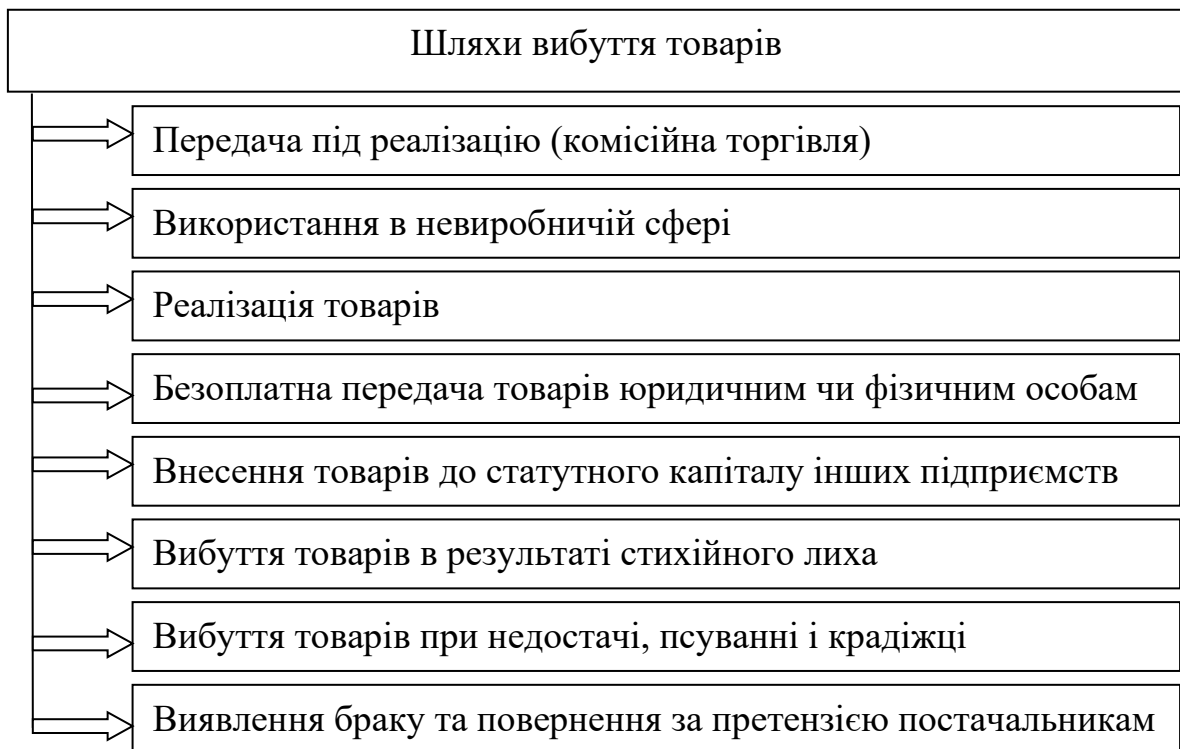 Шляхи вибуття товарів
Передача під реалізацію (комісійна торгівля)
Використання в невиробничій сфері
Реалізація товарів
Безоплатна передача товарів юридичним чи фізичним особам
Внесення товарів до статутного капіталу інших підприємств
Вибуття товарів в результаті стихійного лиха
Вибуття товарів при недостачі, псуванні і крадіжці
Виявлення браку та повернення за претензією постачальникам